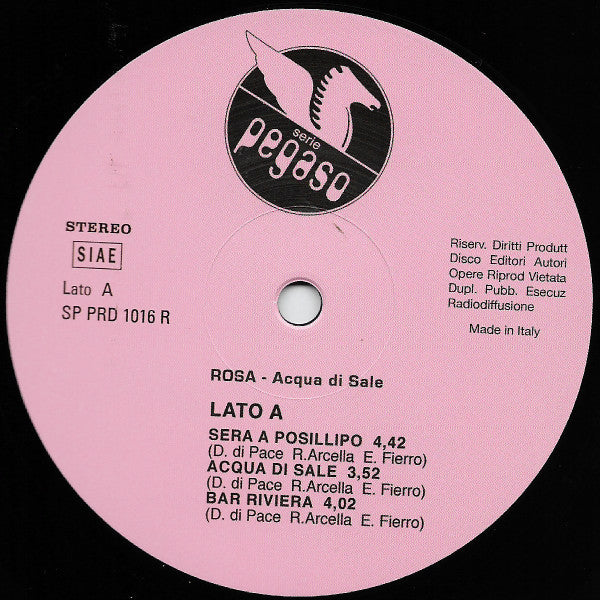 serie
pegaso
STEREO
SIAE
Lato A
SP PRD 1016 R
Riserv. Diritti Produtt
Disco Editori Autori
Opere Riprod Vietata
Dupl. Pubb. Esecuz
Radiodiffusione
Made in Italy
ROSA - Acqua di Sale
LATO A
SERA A POSILLIPO 4,42
(D. di Pace R.Arcella E. Fierro)
ACQUA DI SALE 3,52
(D. di Pace R.Arcella E. Fierro)
BAR RIVIERA 4,02
(D. di Pace R.Arcella E. Fierro)